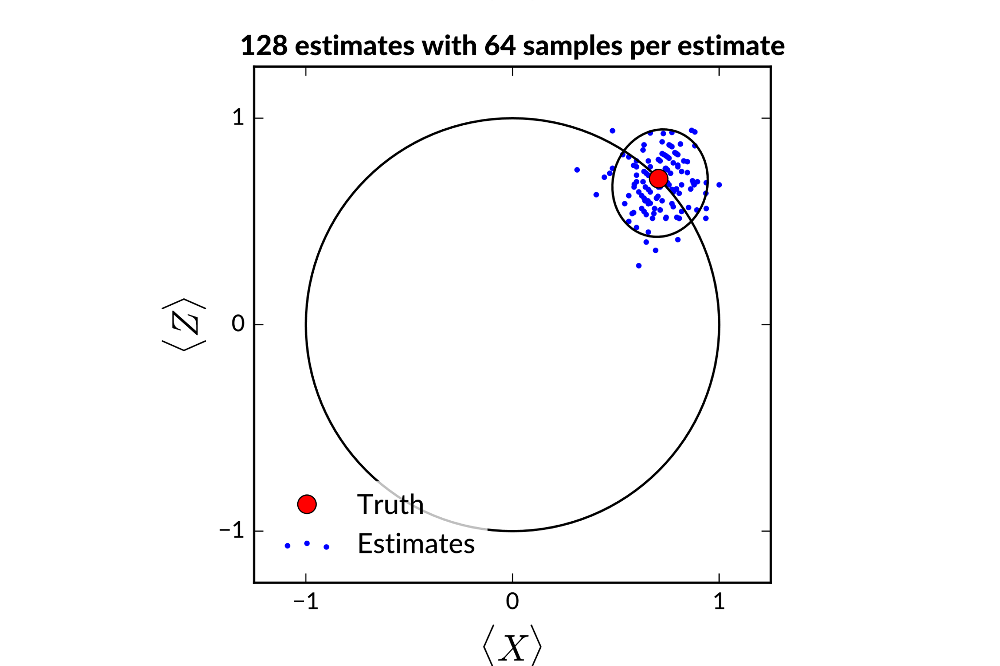 128 estimates with 64 samples per estimate
1
0
−1
⟨Z⟩
Truth
Estimates
−1 0 1
⟨X⟩